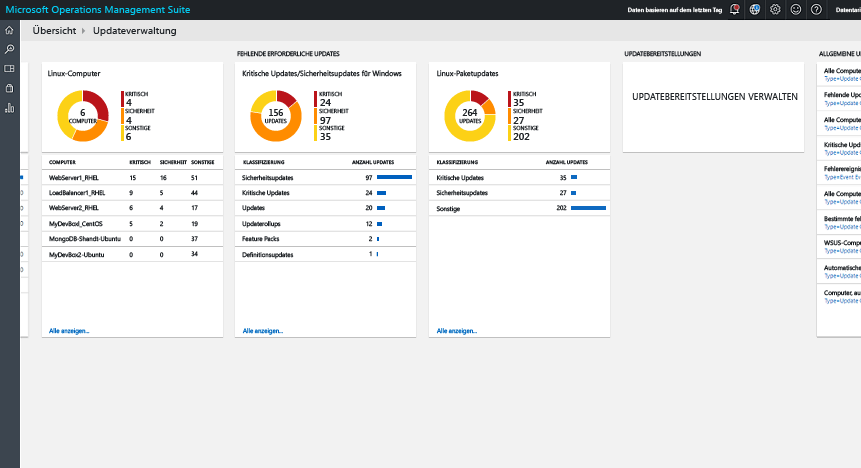 Microsoft Operations Management Suite
Daten basieren auf dem letzten Tag
Übersicht
Updateverwaltung
Linux-Computer
6
COMPUTER
KRITISCH
4
SICHERHEIT
4
SONSTIGE
6
COMPUTER KRITISCH SICHERHEIT SONSTIGE
WebServer1_RHEL 15 16 51
LoadBalancer1_RHEL 9 5 44
WebServer2_RHEL 6 4 17
MyDevBoxl_CentOS 5 2 19
MongoDB-Shandt-Ubuntu 0 0 37
MyDevBox2-Ubuntu 0 0 34
Alle anzeigen...
FEHLENDE ERFORDERLICHE UPDATES
Kritische Updates/Sicherheitsupdates für Windows
156
UPDATES
KRITISCH
24
SICHERHEIT
97
SONSTIGE
35
KLASSIFIZIERUNG ANZAHL UPDATES
Sicherheitsupdates 97
Kritische Updates 24
Updates 20
Updaterollups 12
Feature Packs 2
Definitionsupdates 1
Alle anzeigen...
Linux-Paketupdates
264
UPDATES
KRITISCH
35
SICHERHEIT
27
SONSTIGE
202
KLASSIFIZIERUNG ANZAHL UPDATES
Kritische Updates 35
Sicherheitsupdates 27
Sonstige 202
Alle anzeigen...
UPDATEBEREITSTELLUNGEN
UPDATEBEREITSTELLUNGEN VERWALTEN
ALLGEMEINE
Alle Compute
Type=Update
Fehlende Upd
Type=Update
Alle Compute
Type=Update
Kritische Upd
Type=Update
Fehlerereignis
Type=Event Ev
Alle Compute
Type=Update
Bestimmte fe
Type=Update
WSUS-Compu
Type=Update
Automatische
Type=Update
Computer, au
Type=Update